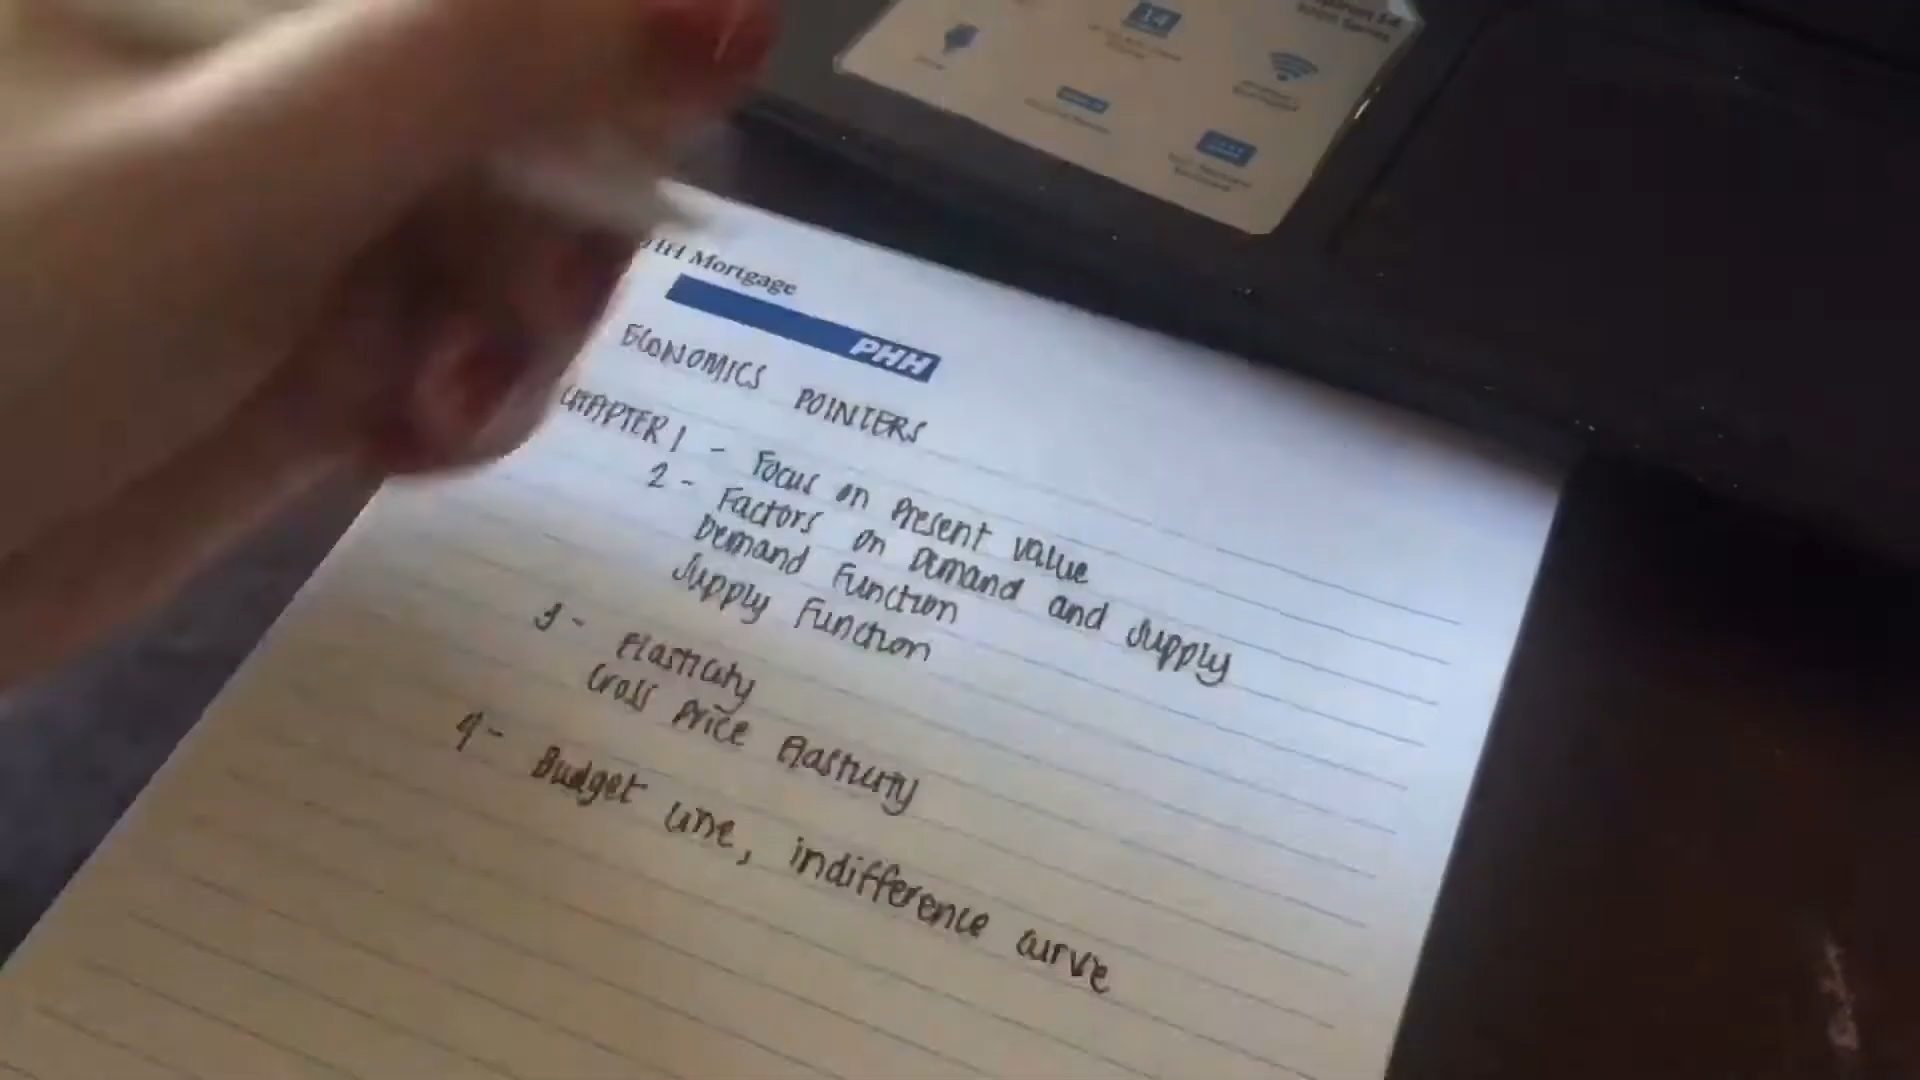 14
Mortgage
PHH
ECONOMICS POINTERS
CHAPTER 1 - Focus on Present value
2 - Factors on Demand and Supply
Demand Function
Supply Function
3 - Elasticity
Cross Price Elasticity
4 - Budget Line, indifference curve